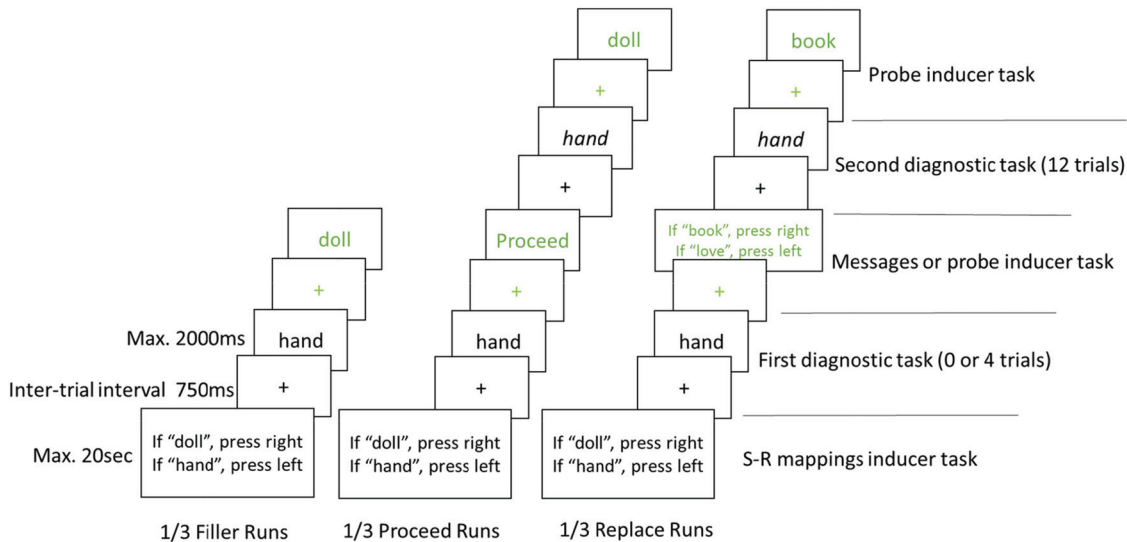 doll
book
Probe inducer task
+
+
hand
hand
Second diagnostic task (12 trials)
+
+
doll
Proceed
If “book”, press right
If “love”, press left
Messages or probe inducer task
+
+
+
Max. 2000ms
hand
hand
hand
First diagnostic task (0 or 4 trials)
Inter-trial interval 750ms
+
+
+
Max. 20sec
If “doll”, press right
If “hand”, press left
If “doll”, press right
If “hand”, press left
If “doll”, press right
If “hand”, press left
S-R mappings inducer task
1/3 Filler Runs
1/3 Proceed Runs
1/3 Replace Runs